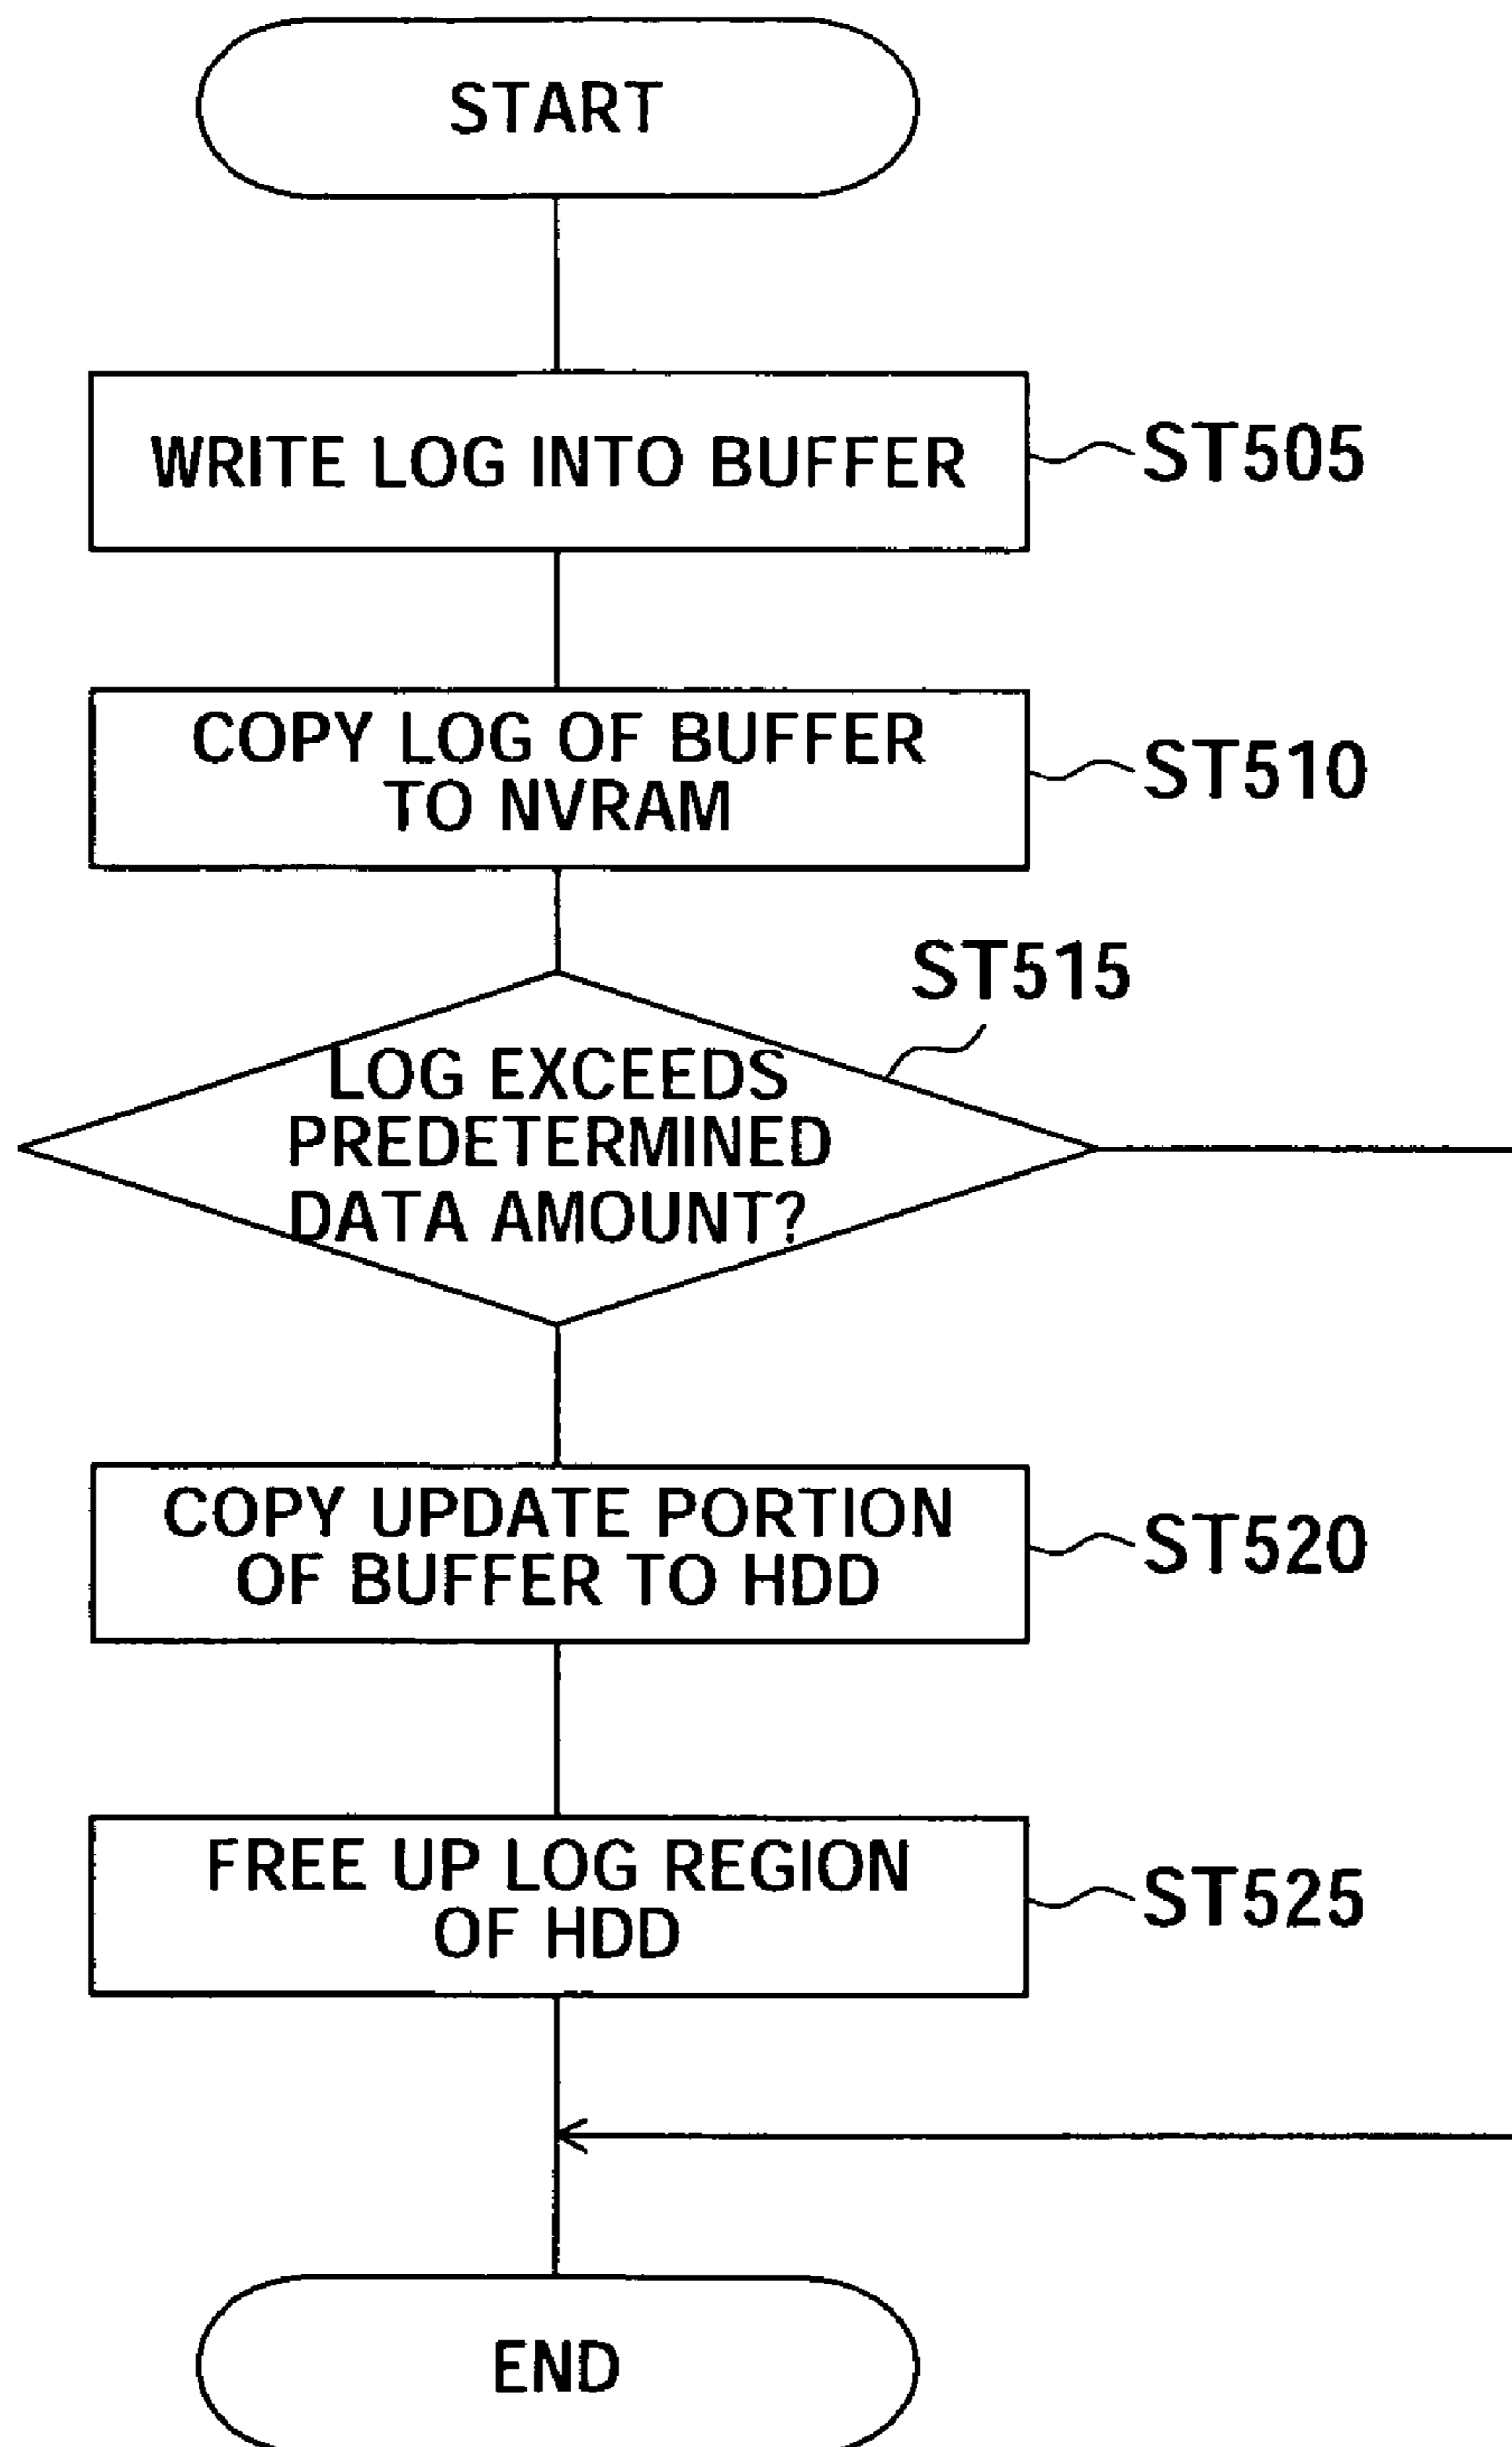 START
WRITE LOG INTO BUFFER
ST505
COPY LOG OF BUFFER
TO NVRAM
ST510
ST515
LOG EXCEEDS
PREDETERMINED
DATA AMOUNT?
COPY UPDATE PORTION
OF BUFFER TO HDD
ST520
FREE UP LOG REGION
OF HDD
ST525
END